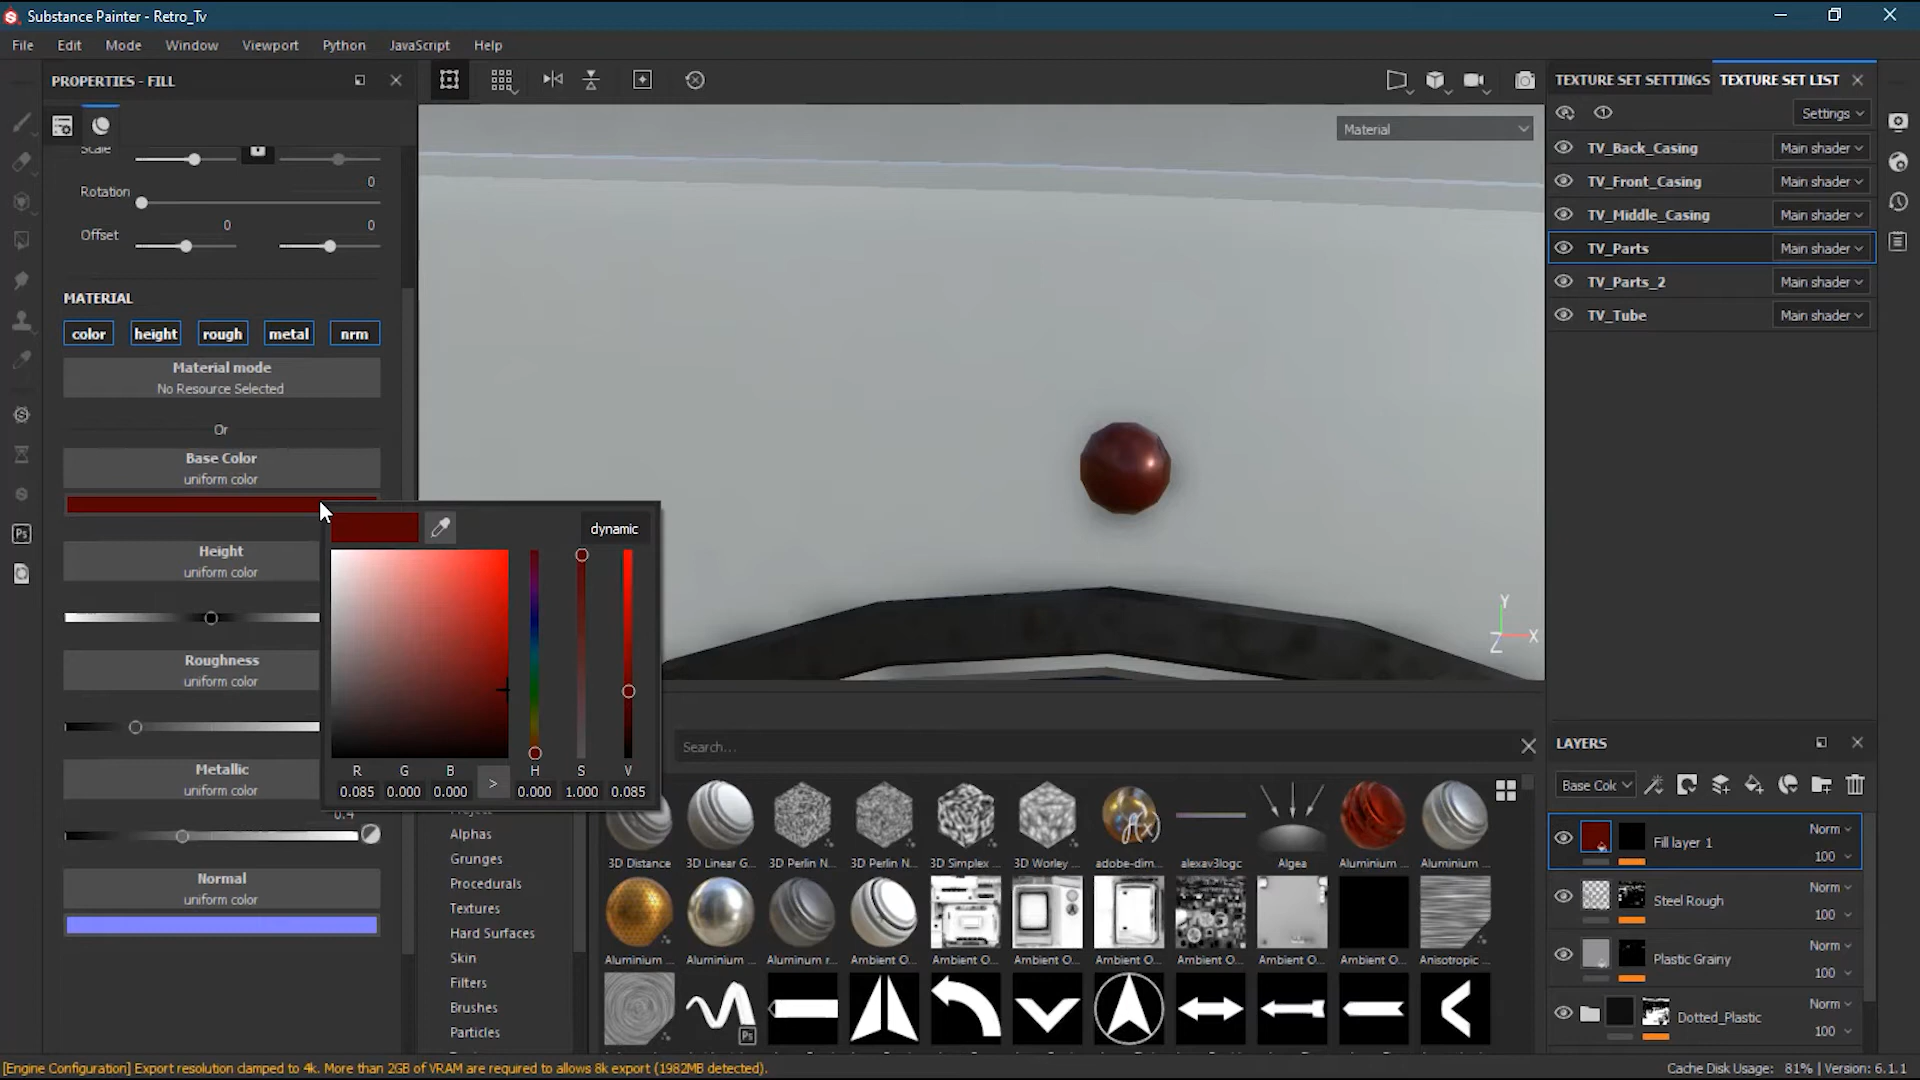 Substance Painter - Retro_Tv
File Edit Mode Window Viewport Python JavaScript Help
PROPERTIES - FILL
Scale
Rotation 0
Offset 0 0
MATERIAL
color height rough metal nrm
Material mode
No Resource Selected
Or
Base Color
uniform color
Height
uniform color
Roughness
uniform color
Metallic
uniform color
Normal
uniform color
dynamic
R G B H S V
0.085 0.000 0.000 > 0.000 1.000 0.085
Material
Y
Z X
TEXTURE SET SETTINGS TEXTURE SET LIST
Settings
TV_Back_Casing Main shader
TV_Front_Casing Main shader
TV_Middle_Casing Main shader
TV_Parts Main shader
TV_Parts_2 Main shader
TV_Tube Main shader
Search...
Alphas
Grunges
Procedurals
Textures
Hard Surfaces
Skin
Filters
Brushes
Particles
3D Distance 3D Linear G... 3D Perlin N... 3D Perlin N... 3D Simplex ... 3D Worley ... adobe-dim... alexav3logc Algea Aluminium ... Aluminium ...
Aluminium ... Aluminium ... Aluminum r... Ambient O... Ambient O... Ambient O... Ambient O... Ambient O... Ambient O... Ambient O... Anisotropic ...
Ps
Ps
LAYERS
Base Colo
Fill layer 1 Norm 100
Steel Rough Norm 100
Plastic Grainy Norm 100
Dotted_Plastic Norm 100
[Engine Configuration] Export resolution clamped to 4k. More than 2GB of VRAM are required to allows 8k export (1982MB detected).
Cache Disk Usage: 81% | Version: 6.1.1